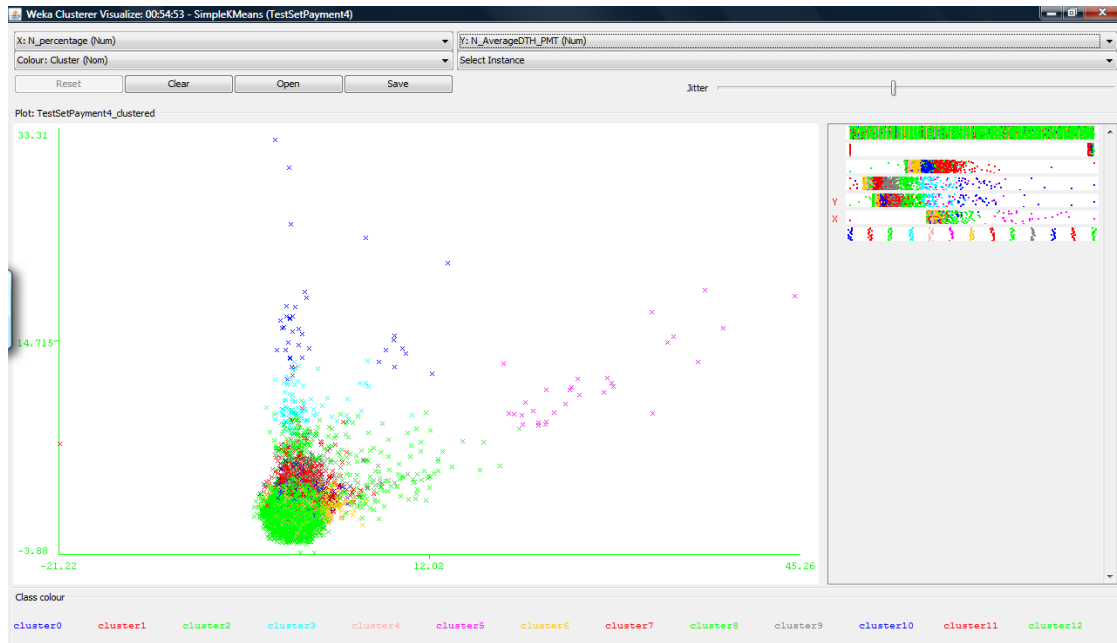 Weka Clusterer Visualize: 00:54:53 - SimpleKMeans (TestSetPayment4)
X: N_percentage (Num)
Y: N_AverageDTH_PMT (Num)
Colour: Cluster (Nom)
Select Instance
Reset Clear Open Save
Jitter
Plot: TestSetPayment4_clustered
33.31
14.715
-3.88
-21.22 12.02 45.26
Y
X
Class colour
cluster0 cluster1 cluster2 cluster3 cluster4 cluster5 cluster6 cluster7 cluster8 cluster9 cluster10 cluster11 cluster12